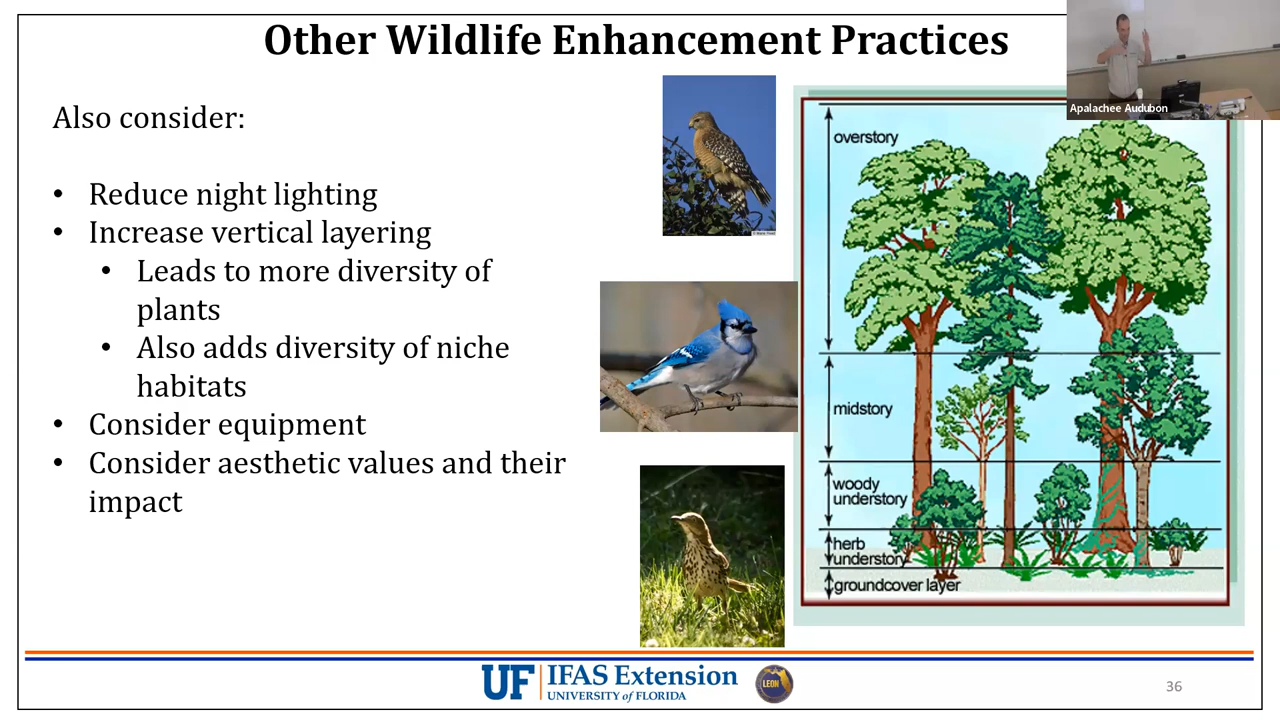 Other Wildlife Enhancement Practices
Apalachee Audubon
Also consider:
• Reduce night lighting
• Increase vertical layering
• Leads to more diversity of
plants
• Also adds diversity of niche
habitats
• Consider equipment
• Consider aesthetic values and their
impact
overstory
midstory
woody
understory
herb
understory
groundcover layer
UF
IFAS Extension
UNIVERSITY of FLORIDA
LEON
36